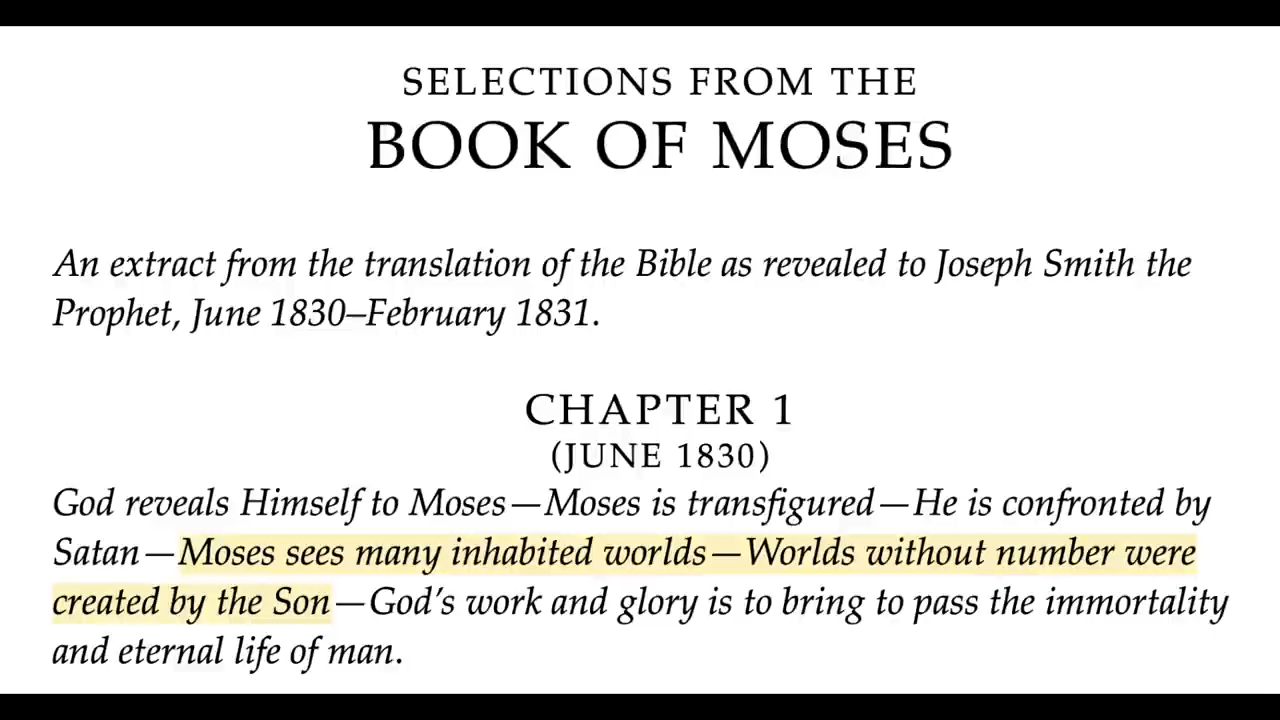 SELECTIONS FROM THE
BOOK OF MOSES
An extract from the translation of the Bible as revealed to Joseph Smith the
Prophet, June 1830–February 1831.
CHAPTER 1
(JUNE 1830)
God reveals Himself to Moses—Moses is transfigured—He is confronted by
Satan—Moses sees many inhabited worlds—Worlds without number were
created by the Son—God’s work and glory is to bring to pass the immortality
and eternal life of man.